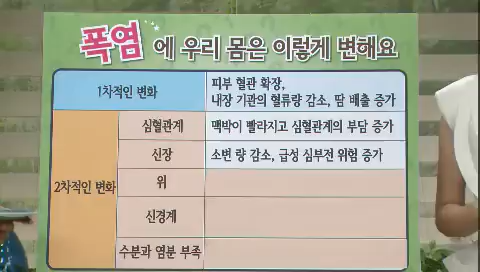 폭염에 우리 몸은 이렇게 변해요
1차적인 변화
피부 혈관 확장,
내장 기관의 혈류량 감소, 땀 배출 증가
2차적인 변화
심혈관계
맥박이 빨라지고 심혈관계의 부담 증가
신장
소변 량 감소, 급성 심부전 위험 증가
위
신경계
수분과 염분 부족